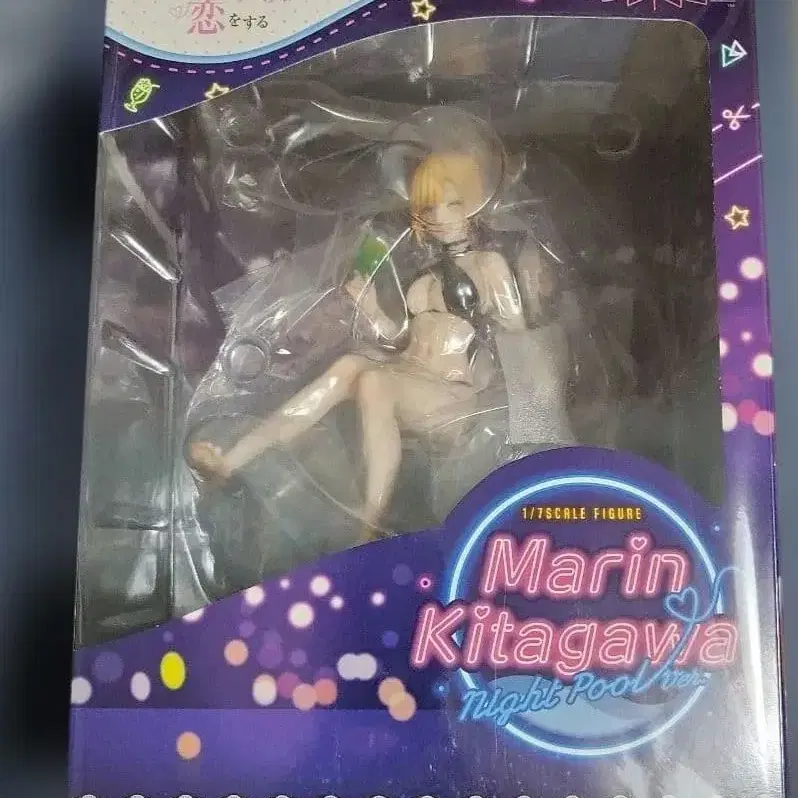 恋をする
1/7SCALE FIGURE
Marin
Kitagawa
Night Pool Ver.